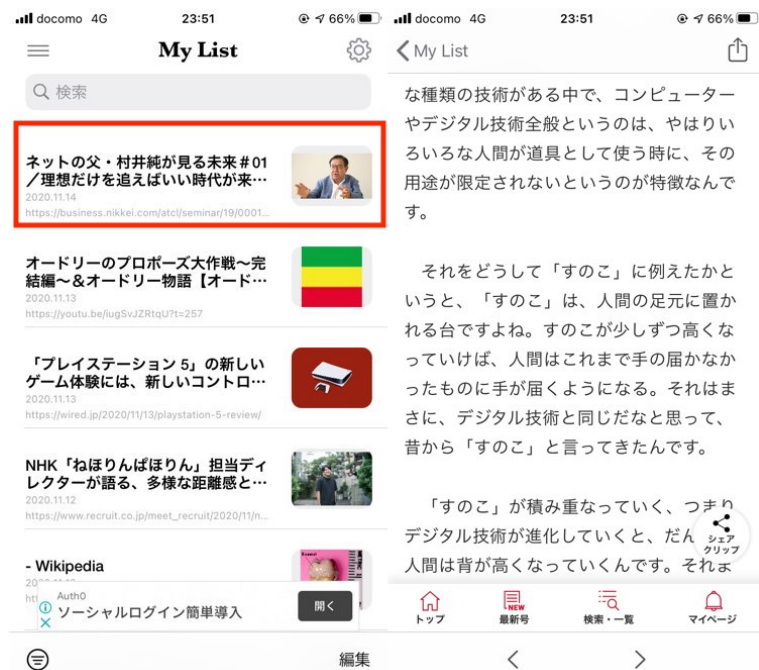 docomo 4G 23:51 66%
My List
検索
ネットの父・村井純が見る未来#01
／理想だけを追えばいい時代が来…
2020.11.14
https://business.nikkei.com/atcl/seminar/19/0001...
オードリーのプロポーズ大作戦〜完
結編〜＆オードリー物語【オード…
2020.11.13
https://youtu.be/iugSvJZRtqU?t=257
「プレイステーション 5」の新しい
ゲーム体験には、新しいコントロ…
2020.11.13
https://wired.jp/2020/11/13/playstation-5-review/
NHK「ねほりんぱほりん」担当ディ
レクターが語る、多様な距離感と…
2020.11.12
https://www.recruit.co.jp/meet_recruit/2020/11/n...
- Wikipedia
Auth0
ソーシャルログイン簡単導入
開く
編集
docomo 4G 23:51 66%
My List
な種類の技術がある中で、コンピューター
やデジタル技術全般というのは、やはりい
ろいろな人間が道具として使う時に、その
用途が限定されないというのが特徴なんで
す。
それをどうして「すのこ」に例えたかと
いうと、「すのこ」は、人間の足元に置か
れる台ですよね。すのこが少しずつ高くな
っていけば、人間はこれまで手の届かなか
ったものに手が届くようになる。それはま
さに、デジタル技術と同じだなと思って、
昔から「すのこ」と言ってきたんです。
「すのこ」が積み重なっていく、つまり
デジタル技術が進化していくと、だん
人間は背が高くなっていくんです。それま
シェア
クリップ
トップ
NEW
最新号
検索・一覧
マイページ